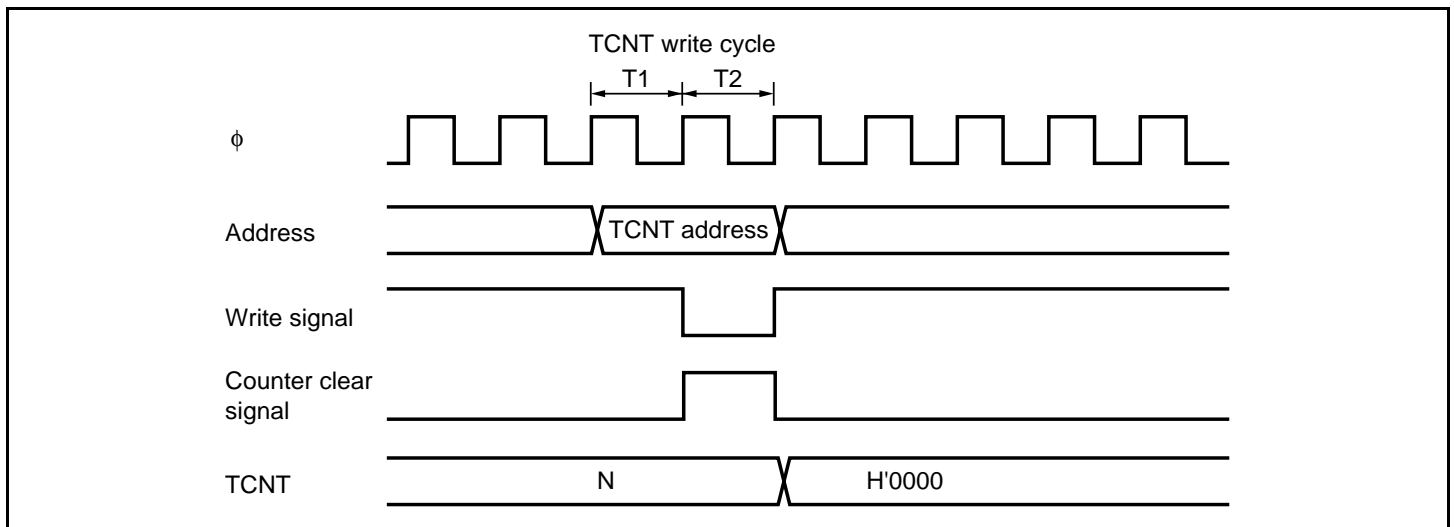 TCNT write cycle
T1 T2
ϕ
Address
TCNT address
Write signal
Counter clear
signal
TCNT
N
H'0000